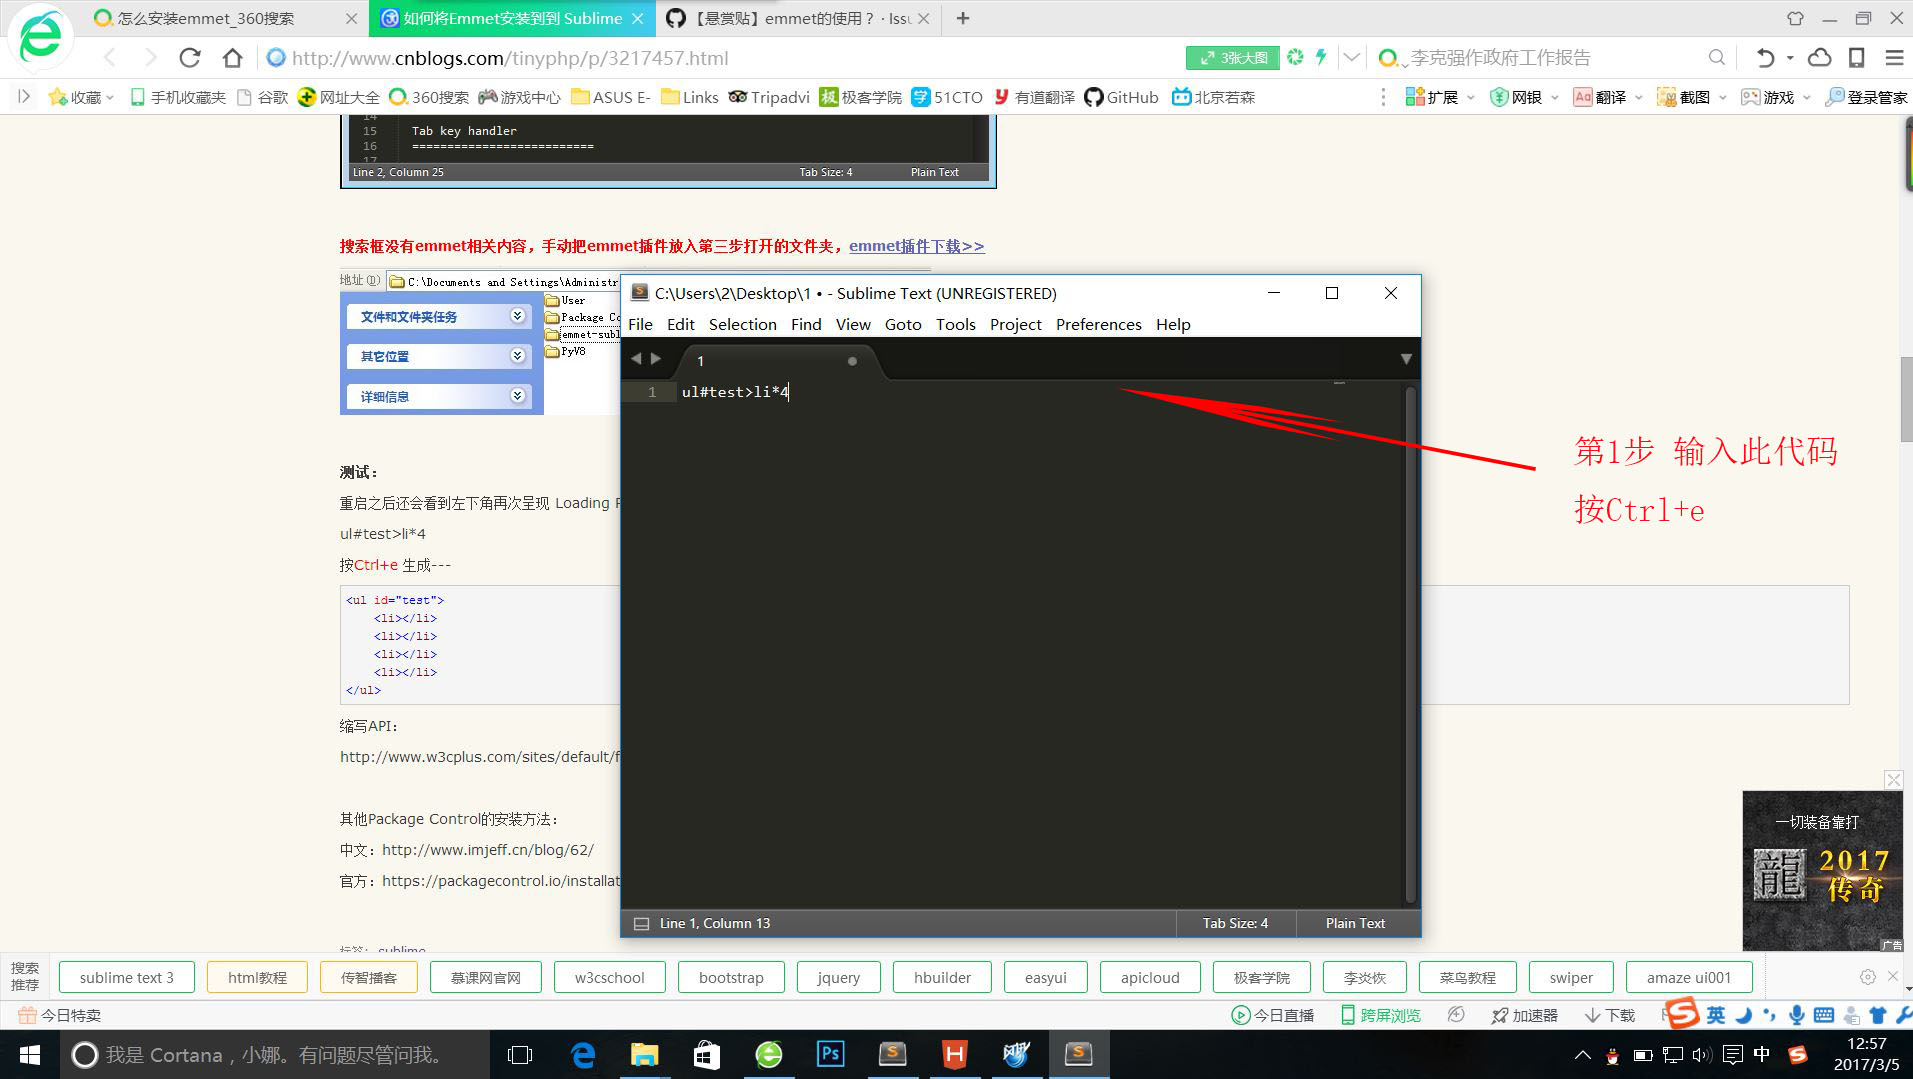 怎么安装emmet_360搜索
如何将Emmet安装到到 Sublime
【悬赏贴】emmet的使用？ · Issu
http://www.cnblogs.com/tinyphp/p/3217457.html
3张大图
李克强作政府工作报告
收藏 手机收藏夹 谷歌 网址大全 360搜索 游戏中心 ASUS E- Links Tripadvi 极客学院 51CTO 有道翻译 GitHub 北京若森 扩展 网银 翻译 截图 游戏 登录管家
14
15 Tab key handler
16 ==========================
17
Line 2, Column 25 Tab Size: 4 Plain Text
搜索框没有emmet相关内容，手动把emmet插件放入第三步打开的文件夹，emmet插件下载>>
地址(D) C:\Documents and Settings\Administr
文件和文件夹任务
其它位置
详细信息
User
Package Co
emmet-subl
PyV8
C:\Users\2\Desktop\1 • - Sublime Text (UNREGISTERED)
File Edit Selection Find View Goto Tools Project Preferences Help
1
1 ul#test>li*4
第1步 输入此代码
按Ctrl+e
测试：
重启之后还会看到左下角再次呈现 Loading P
ul#test>li*4
按Ctrl+e 生成---
<ul id="test">
<li></li>
<li></li>
<li></li>
<li></li>
</ul>
缩写API：
http://www.w3cplus.com/sites/default/f
其他Package Control的安装方法：
中文：http://www.imjeff.cn/blog/62/
官方：https://packagecontrol.io/installat
Line 1, Column 13 Tab Size: 4 Plain Text
标签: sublime
一切装备靠打
龍
2017
传奇
广告
搜索
推荐
sublime text 3 html教程 传智播客 慕课网官网 w3cschool bootstrap jquery hbuilder easyui apicloud 极客学院 李炎恢 菜鸟教程 swiper amaze ui001
今日特卖 今日直播 跨屏浏览 加速器 下载 英
我是 Cortana，小娜。有问题尽管问我。
Ps
中
12:57
2017/3/5